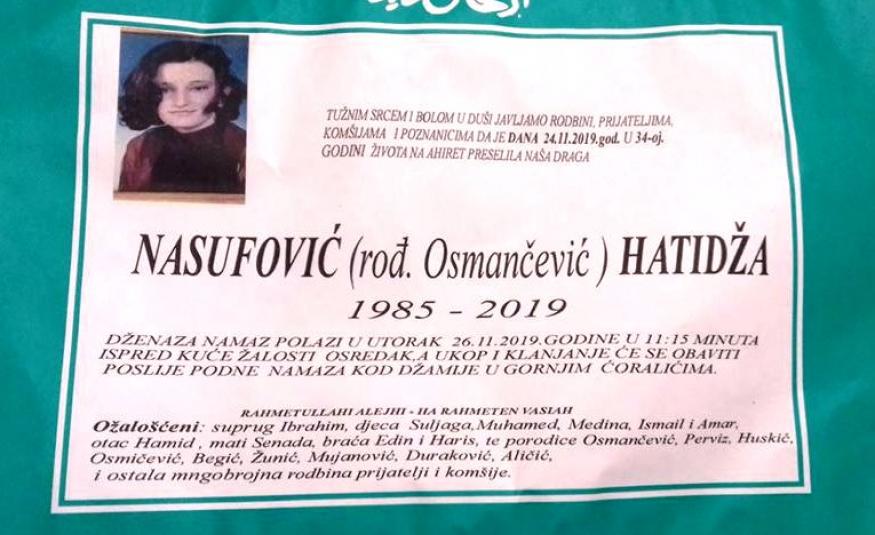 TUŽNIM SRCEM I BOLOM U DUŠI JAVLJAMO RODBINI, PRIJATELJIMA,
KOMŠIJAMA I POZNANICIMA DA JE DANA 24.11.2019.god. U 34-oj.
GODINI ŽIVOTA NA AHIRET PRESELILA NAŠA DRAGA
NASUFOVIĆ (rođ. Osmančević ) HATIDŽA
1985 - 2019
DŽENAZA NAMAZ POLAZI U UTORAK 26.11.2019.GODINE U 11:15 MINUTA
ISPRED KUĆE ŽALOSTI OSREDAK,A UKOP I KLANJANJE ĆE SE OBAVITI
POSLIJE PODNE NAMAZA KOD DŽAMIJE U GORNJIM ĆORALIĆIMA.
RAHMETULLAHI ALEJHI - HA RAHMETEN VASIAH
Ožalošćeni: suprug Ibrahim, djeca Suljaga,Muhamed, Medina, Ismail i Amar,
otac Hamid , mati Senada, braća Edin i Haris, te porodice Osmančević, Perviz, Huskić,
Osmičević, Begić, Žunić, Mujanović, Duraković, Aličić,
i ostala mngobrojna rodbina prijatelji i komšije.